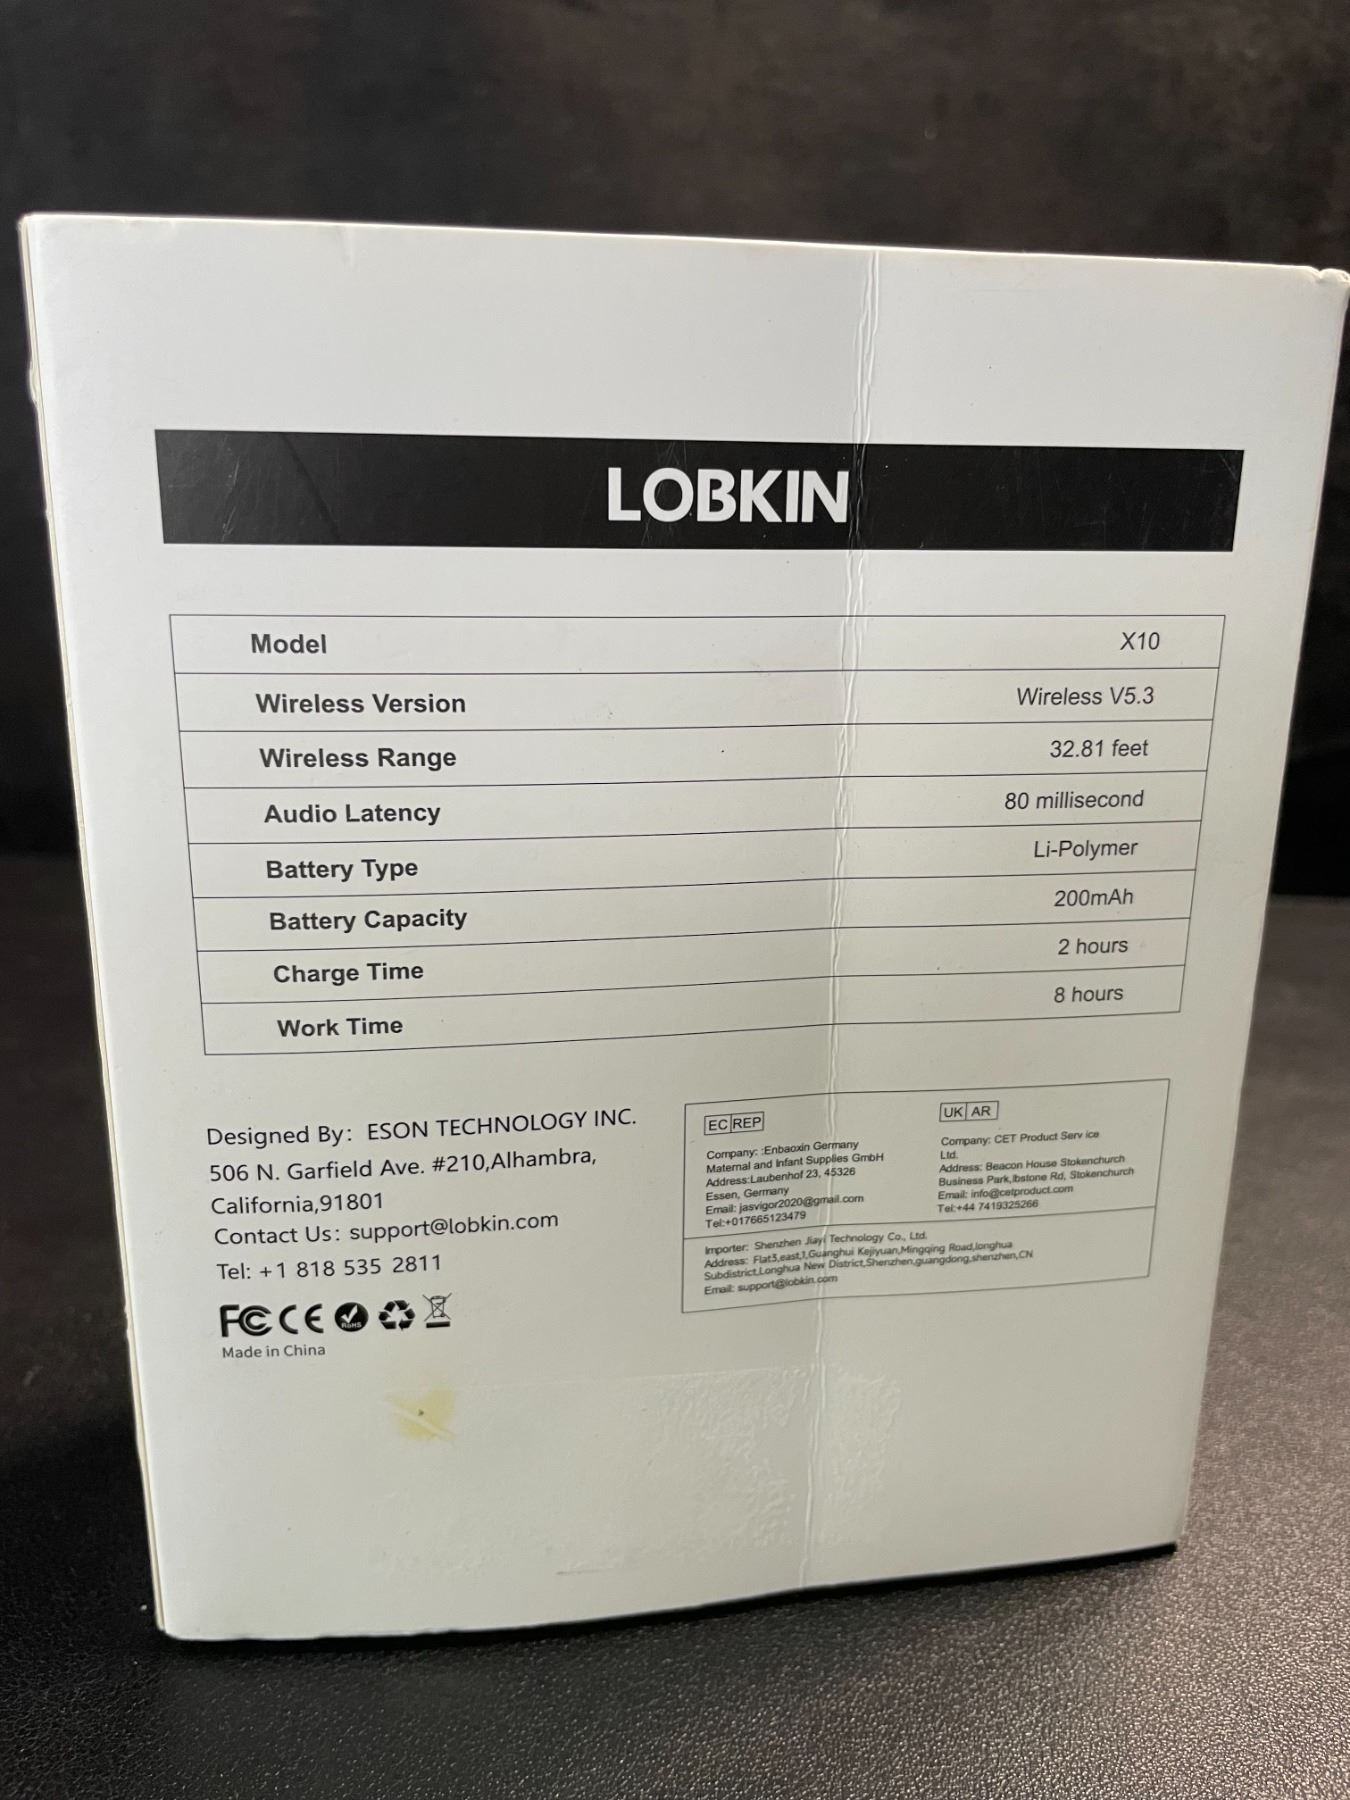 LOBKIN
Model X10
Wireless Version Wireless V5.3
Wireless Range 32.81 feet
Audio Latency 80 millisecond
Battery Type Li-Polymer
Battery Capacity 200mAh
Charge Time 2 hours
Work Time 8 hours
Designed By: ESON TECHNOLOGY INC.
506 N. Garfield Ave. #210,Alhambra,
California,91801
Contact Us: support@lobkin.com
Tel: +1 818 535 2811
FC CE RoHS
Made in China
EC REP
Company: :Enbaoxin Germany
Maternal and Infant Supplies GmbH
Address:Laubenhof 23, 45326
Essen, Germany
Email: jasvigor2020@gmail.com
Tel:+017665123479
UK AR
Company: CET Product Serv ice
Ltd.
Address: Beacon House Stokenchurch
Business Park,Ibstone Rd, Stokenchurch
Email: info@cetproduct.com
Tel:+44 7419325266
Importer: Shenzhen Jiayi Technology Co., Ltd.
Address: Flat3,east,1,Guanghui Kejiyuan,Mingqing Road,longhua
Subdistrict,Longhua New District,Shenzhen,guangdong,shenzhen,CN
Email: support@lobkin.com